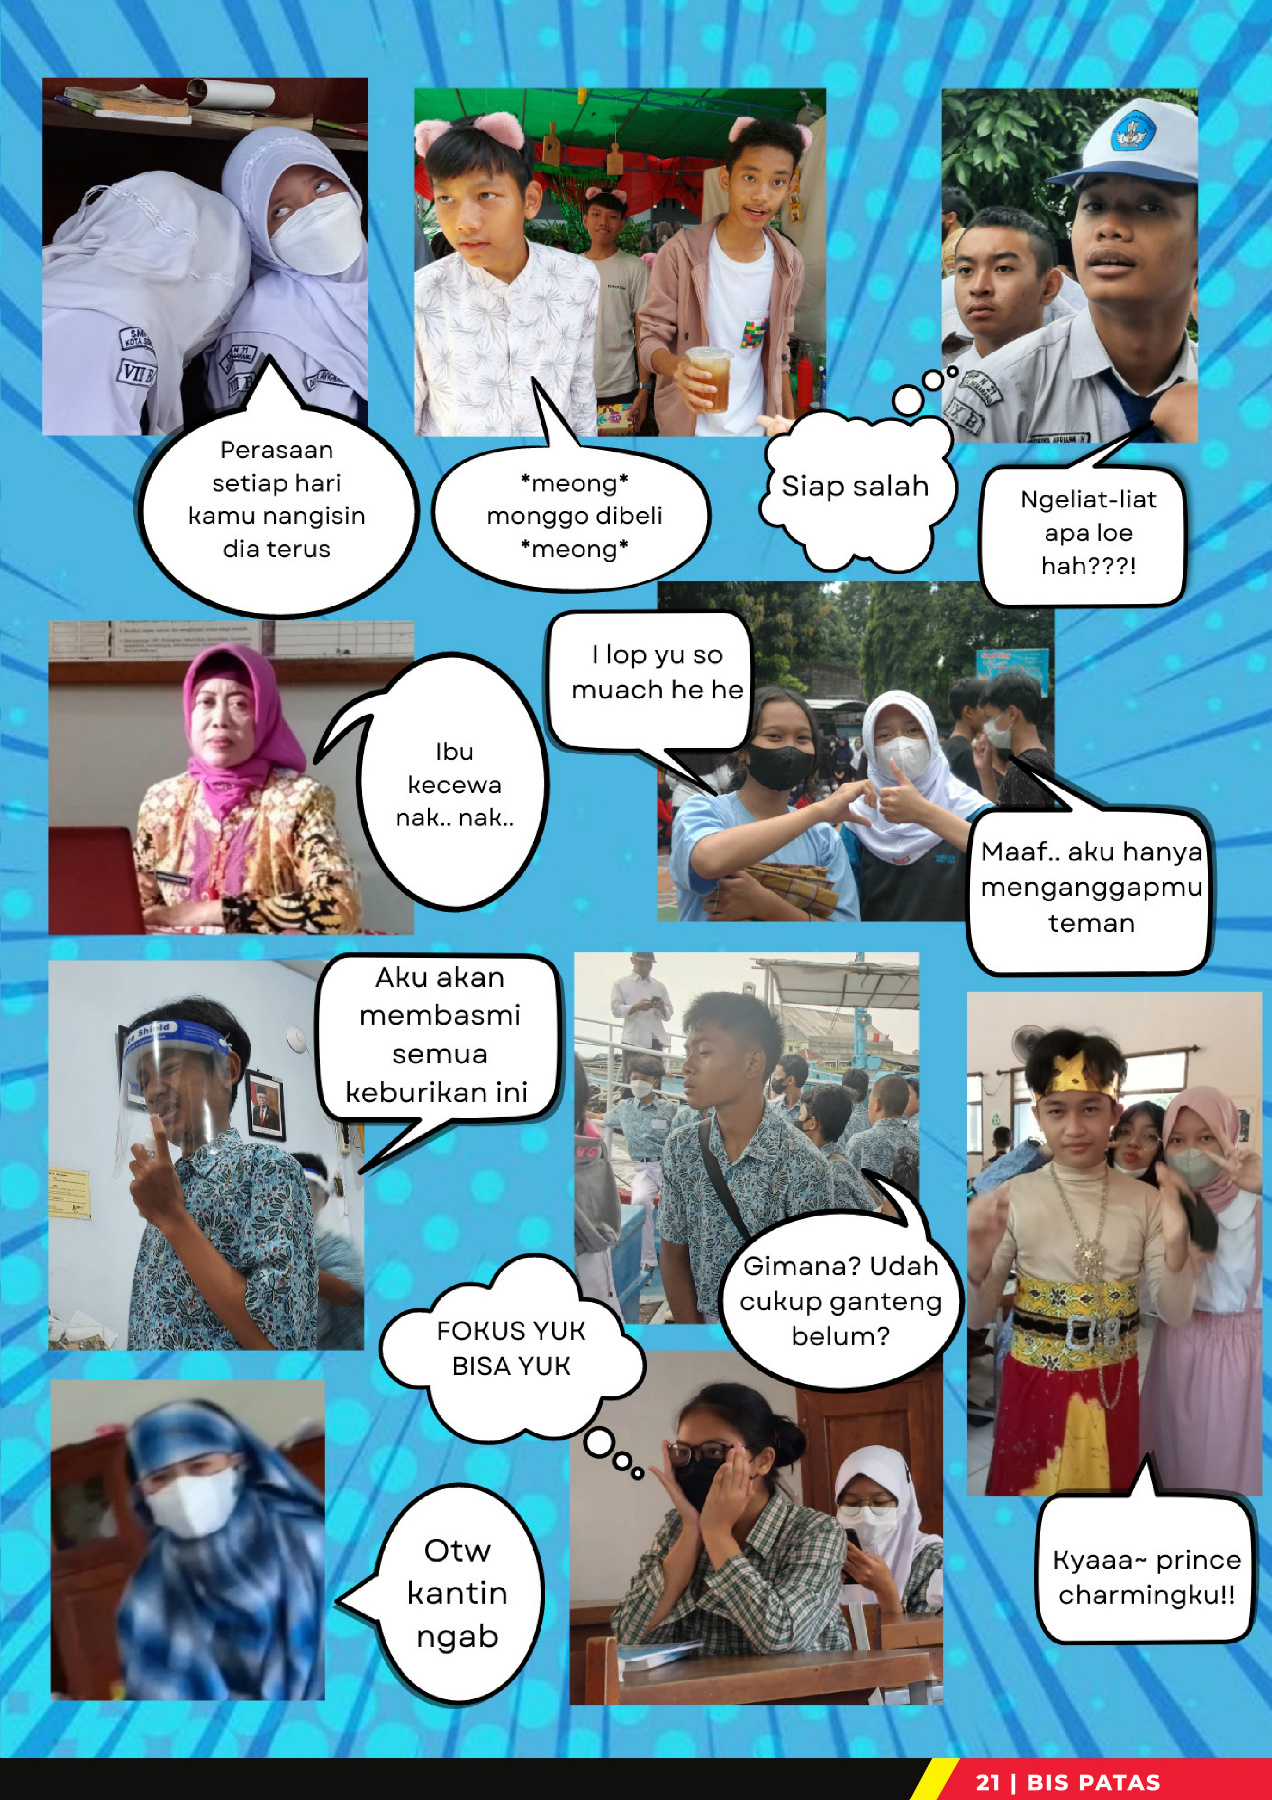 Perasaan
setiap hari
kamu nangisin
dia terus
*meong*
monggo dibeli
*meong*
Siap salah
Ngeliat-liat
apa loe
hah???!
I lop yu so
muach he he
Ibu
kecewa
nak.. nak..
Maaf.. aku hanya
menganggapmu
teman
Aku akan
membasmi
semua
keburikan ini
Gimana? Udah
cukup ganteng
belum?
FOKUS YUK
BISA YUK
Otw
kantin
ngab
Kyaaa~ prince
charmingku!!
VII B
IX B
Shield
21 | BIS PATAS